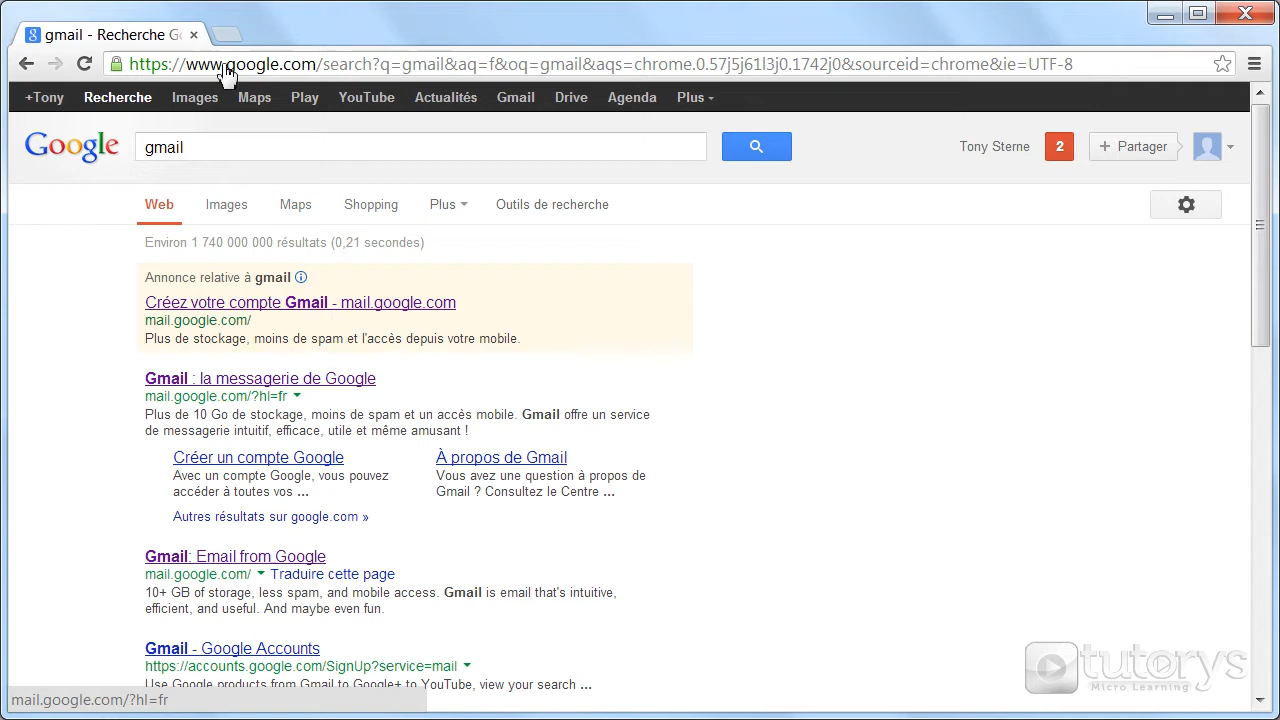 gmail - Recherche G
https://www.google.com/search?q=gmail&aq=f&oq=gmail&aqs=chrome.0.57j5j61l3j0.1742j0&sourceid=chrome&ie=UTF-8
+Tony Recherche Images Maps Play YouTube Actualités Gmail Drive Agenda Plus
Google gmail Tony Sterne 2 + Partager
Web Images Maps Shopping Plus Outils de recherche
Environ 1 740 000 000 résultats (0,21 secondes)
Annonce relative à gmail
Créez votre compte Gmail - mail.google.com
mail.google.com/
Plus de stockage, moins de spam et l'accès depuis votre mobile.
Gmail : la messagerie de Google
mail.google.com/?hl=fr
Plus de 10 Go de stockage, moins de spam et un accès mobile. Gmail offre un service
de messagerie intuitif, efficace, utile et même amusant !
Créer un compte Google
Avec un compte Google, vous pouvez
accéder à toutes vos ...
À propos de Gmail
Vous avez une question à propos de
Gmail ? Consultez le Centre ...
Autres résultats sur google.com »
Gmail: Email from Google
mail.google.com/ Traduire cette page
10+ GB of storage, less spam, and mobile access. Gmail is email that's intuitive,
efficient, and useful. And maybe even fun.
Gmail - Google Accounts
https://accounts.google.com/SignUp?service=mail
Use Google products from Gmail to Google+ to YouTube, view your search ...
mail.google.com/?hl=fr
tutorys
Micro Learning